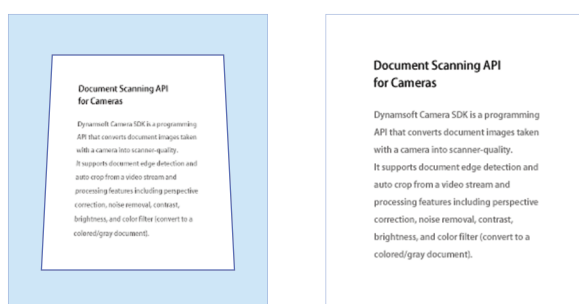 Document Scanning API
for Cameras
Dynamsoft Camera SDK is a programming
API that converts document images taken
with a camera into scanner-quality.
It supports document edge detection and
auto crop from a video stream and
processing features including perspective
correction, noise removal, contrast,
brightness, and color filter (convert to a
colored/gray document).
Document Scanning API
for Cameras
Dynamsoft Camera SDK is a programming
API that converts document images taken
with a camera into scanner-quality.
It supports document edge detection and
auto crop from a video stream and
processing features including perspective
correction, noise removal, contrast,
brightness, and color filter (convert to a
colored/gray document).